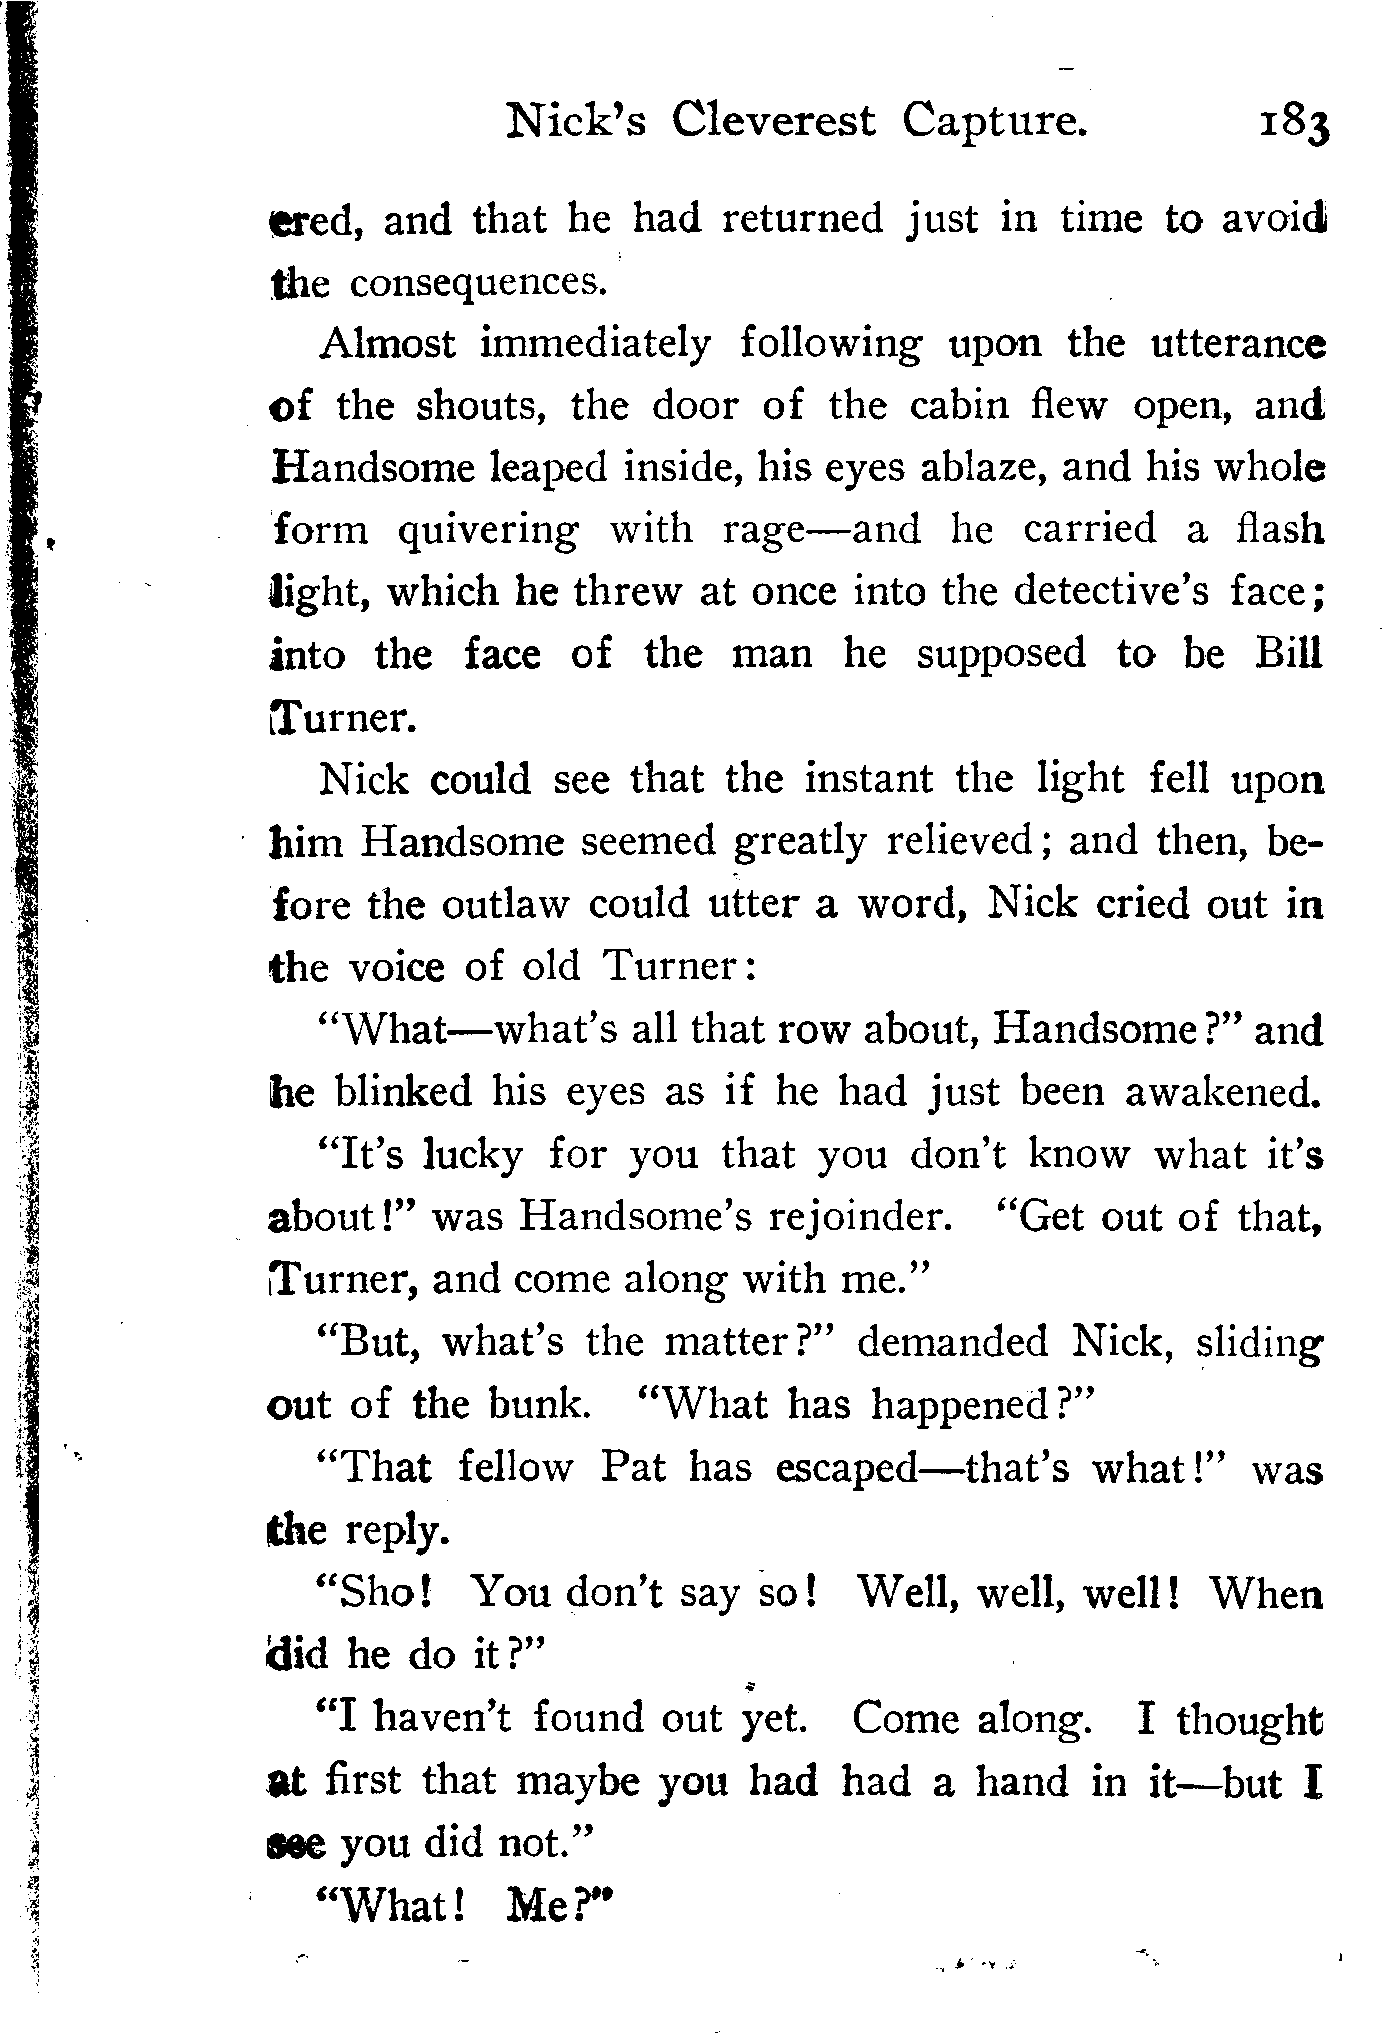 Nick's Cleverest Capture. 183
ered, and that he had returned just in time to avoid
the consequences.
Almost immediately following upon the utterance
of the shouts, the door of the cabin flew open, and
Handsome leaped inside, his eyes ablaze, and his whole
form quivering with rage—and he carried a flash
light, which he threw at once into the detective's face;
into the face of the man he supposed to be Bill
Turner.
Nick could see that the instant the light fell upon
him Handsome seemed greatly relieved; and then, be-
fore the outlaw could utter a word, Nick cried out in
the voice of old Turner:
"What—what's all that row about, Handsome?" and
he blinked his eyes as if he had just been awakened.
"It's lucky for you that you don't know what it's
about!" was Handsome's rejoinder. "Get out of that,
Turner, and come along with me."
"But, what's the matter?" demanded Nick, sliding
out of the bunk. "What has happened?"
"That fellow Pat has escaped—that's what!" was
the reply.
"Sho! You don't say so! Well, well, well! When
did he do it?"
"I haven't found out yet. Come along. I thought
at first that maybe you had had a hand in it—but I
see you did not."
"What! Me?"